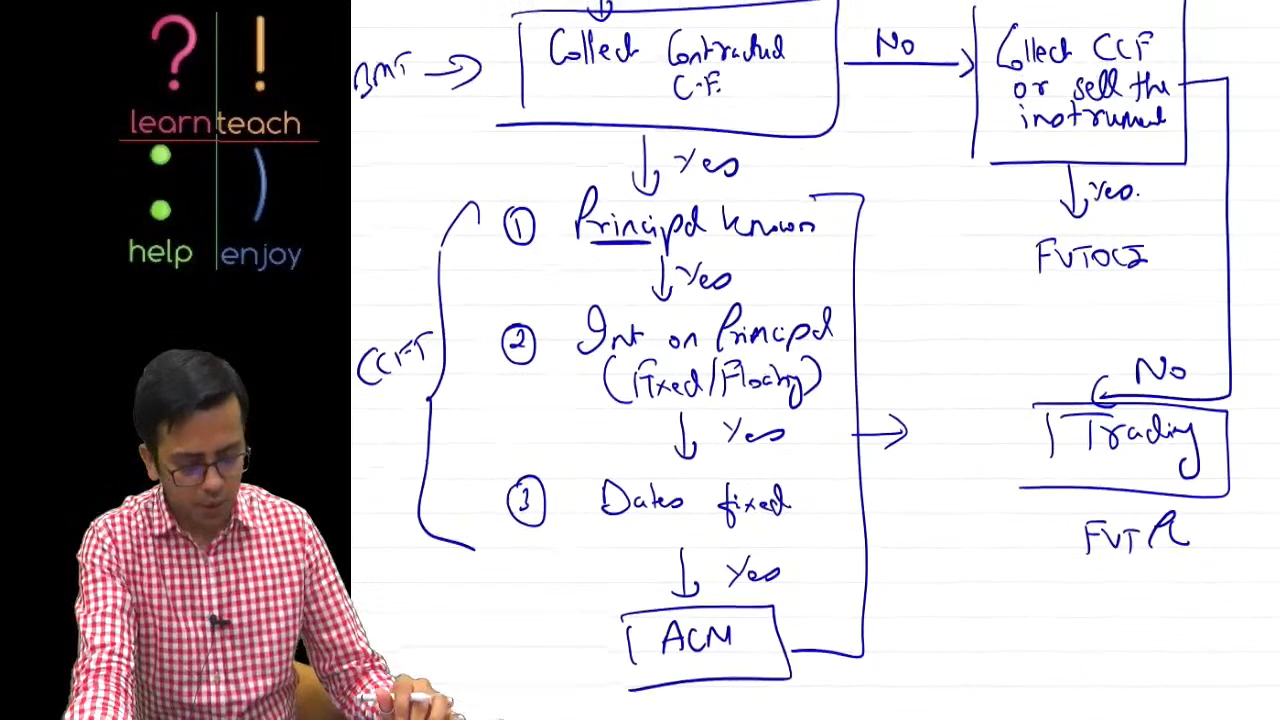 ?
!
learn teach
: )
help enjoy
BMT
Collect Contracted
C.F.
No
Collect CCF
or sell the
instrument
Yes
Yes.
FVTOCI
CCFT
① Principal known
Yes
② Int on Principal
(Fixed/Floating)
Yes
③ Dates fixed
Yes
ACM
No
Trading
FVTPL